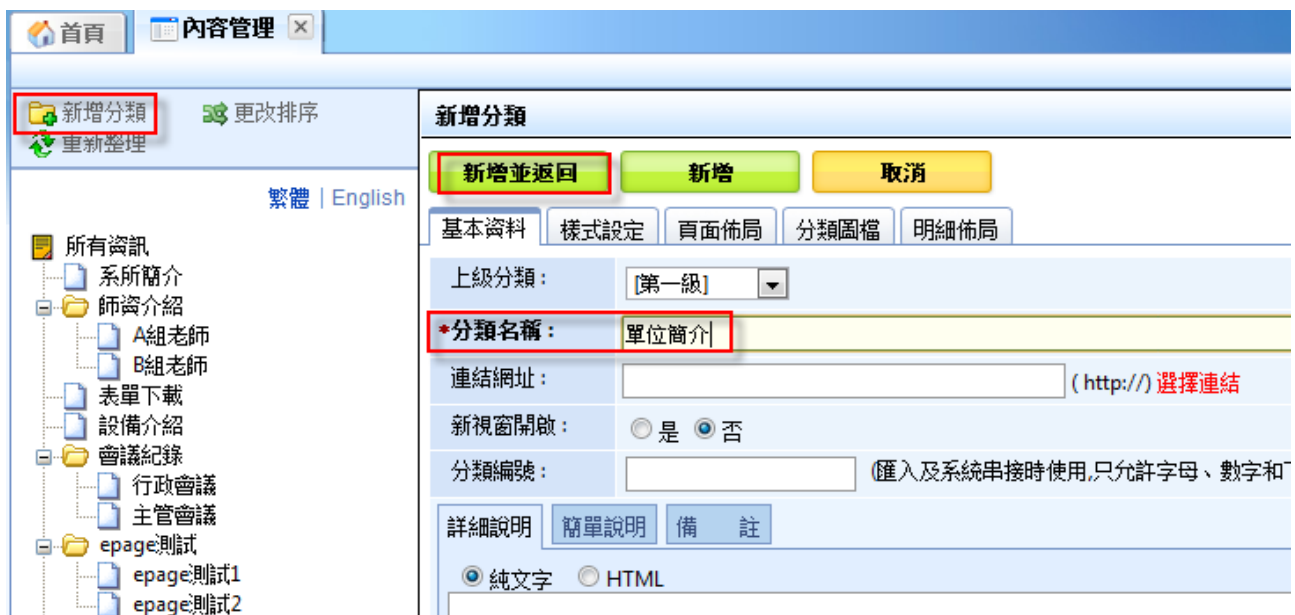 首頁 內容管理
新增分類 更改排序
重新整理
繁體 | English
所有資訊
系所簡介
師資介紹
A組老師
B組老師
表單下載
設備介紹
會議紀錄
行政會議
主管會議
epage測試
epage測試1
epage測試2
新增分類
新增並返回 新增 取消
基本資料 樣式設定 頁面佈局 分類圖檔 明細佈局
上級分類： [第一級]
*分類名稱： 單位簡介
連結網址： ( http://) 選擇連結
新視窗開啟： 是 否
分類編號： (匯入及系統串接時使用,只允許字母、數字和
詳細說明 簡單說明 備 註
純文字 HTML